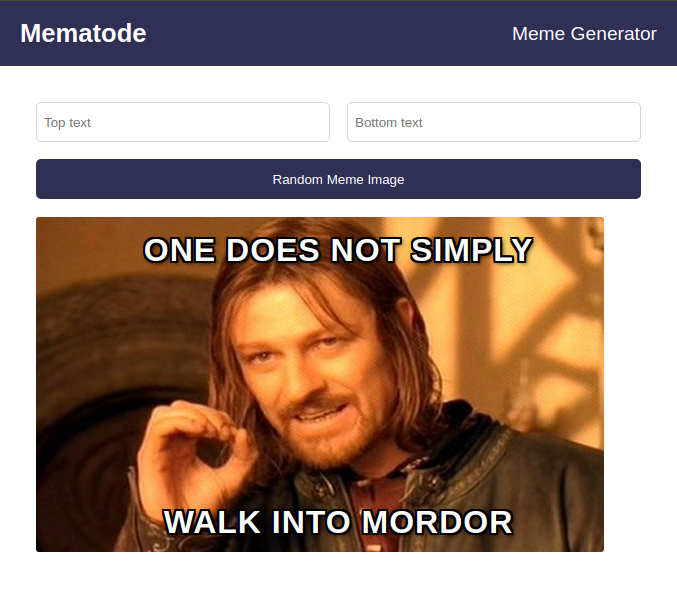 Mematode
Meme Generator
Top text
Bottom text
Random Meme Image
ONE DOES NOT SIMPLY
WALK INTO MORDOR